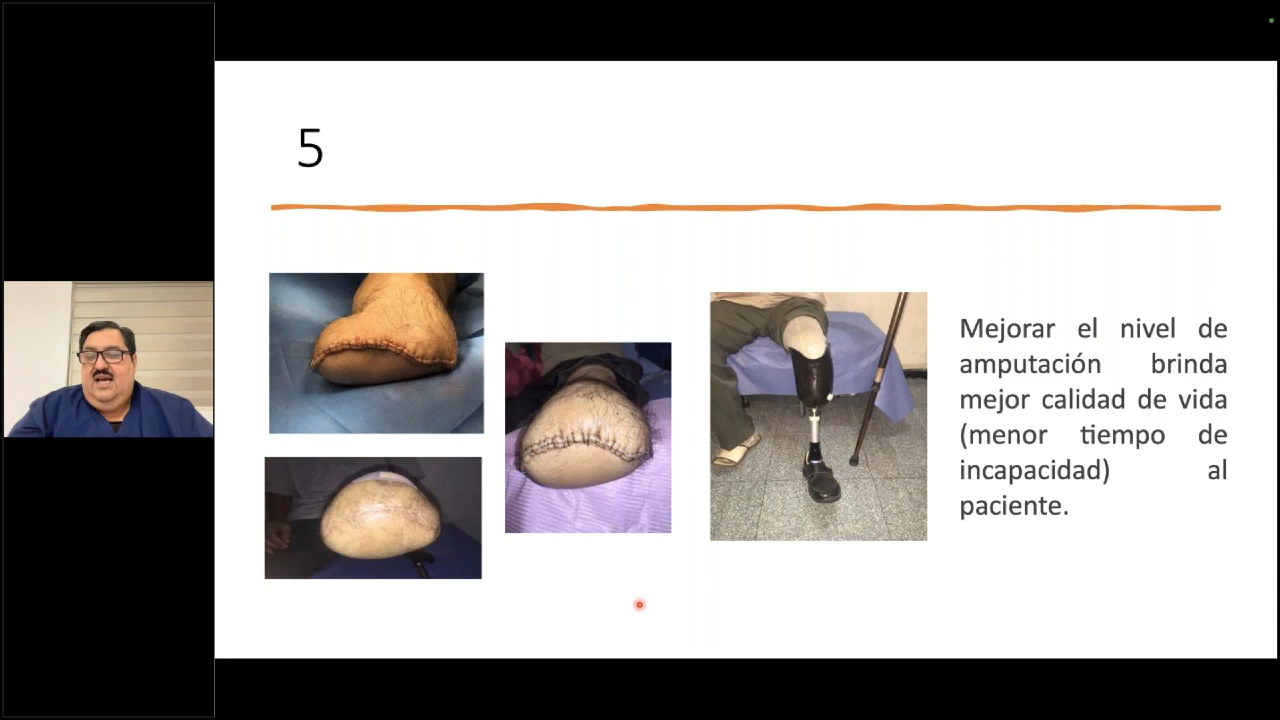 5
Mejorar el nivel de
amputación brinda
mejor calidad de vida
(menor tiempo de
incapacidad) al
paciente.